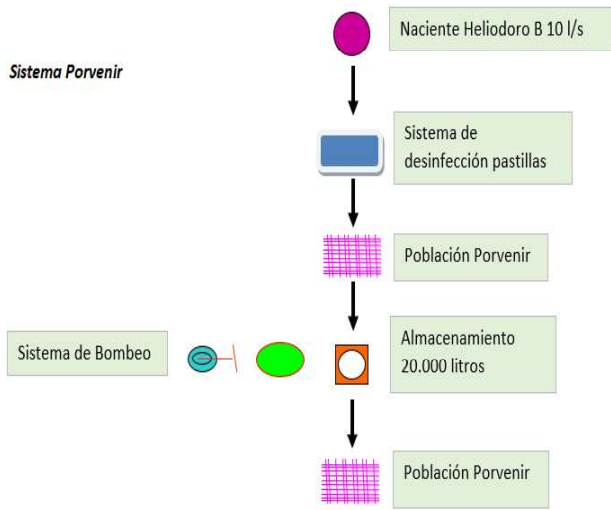 Naciente Heliodoro B 10 l/s
Sistema Porvenir
Sistema de
desinfección pastillas
Población Porvenir
Sistema de Bombeo
Almacenamiento
20.000 litros
Población Porvenir